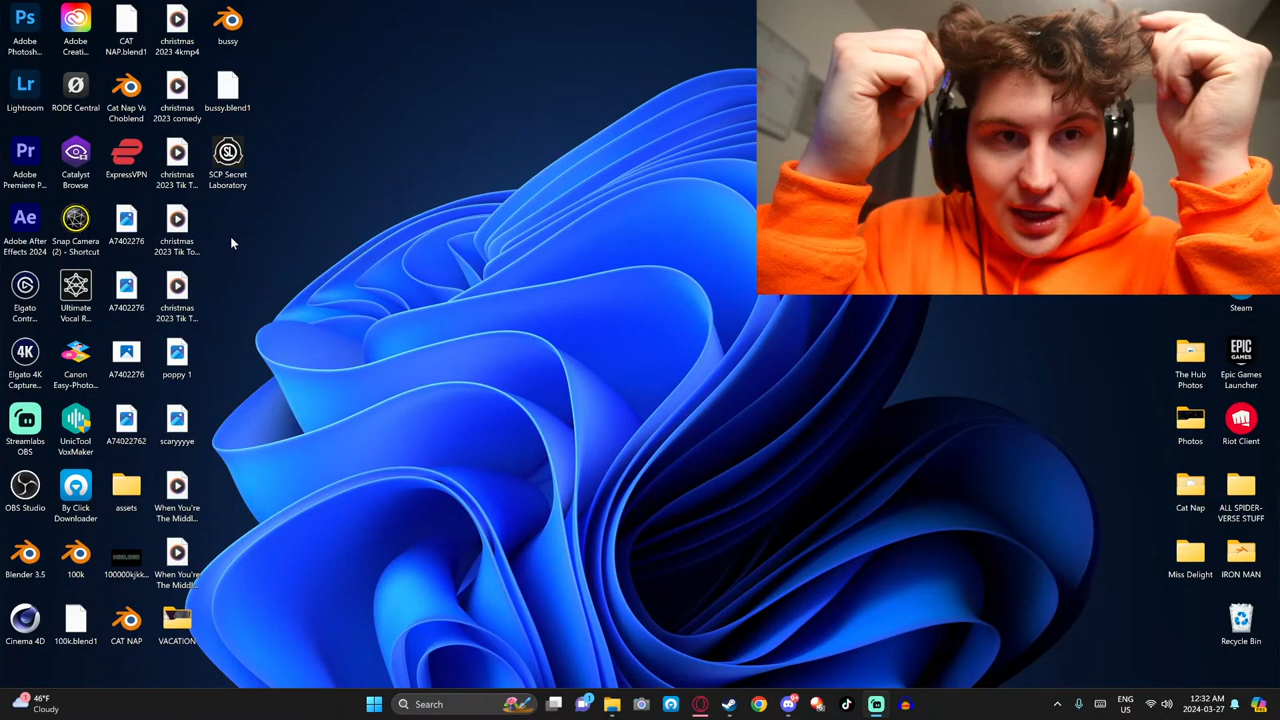 Ps
Adobe
Photosh...
Adobe
Creati...
CAT
NAP.blend1
christmas
2023 4kmp4
bussy
Lr
Lightroom
RODE Central
Cat Nap Vs
Choblend
christmas
2023 comedy
bussy.blend1
Pr
Adobe
Premiere P...
Catalyst
Browse
ExpressVPN
christmas
2023 Tik T...
SL
SCP Secret
Laboratory
Ae
Adobe After
Effects 2024
Snap Camera
(2) - Shortcut
A7402276
christmas
2023 Tik To...
Elgato
Contr...
Ultimate
Vocal R...
A7402276
christmas
2023 Tik T...
4K
Elgato 4K
Capture...
Canon
Easy-Photo...
A7402276
poppy 1
Streamlabs
OBS
UnicTool
VoxMaker
A74022762
scaryyyye
OBS Studio
By Click
Downloader
assets
When You're
The Middl...
Blender 3.5
100k
100000kjkk...
When You're
The Middl...
Cinema 4D
100k.blend1
CAT NAP
VACATION
Steam
The Hub
Photos
EPIC
GAMES
Epic Games
Launcher
Photos
Riot Client
Cat Nap
ALL SPIDER-
VERSE STUFF
Miss Delight
IRON MAN
Recycle Bin
1
46°F
Cloudy
Search
ENG
US
12:32 AM
2024-03-27